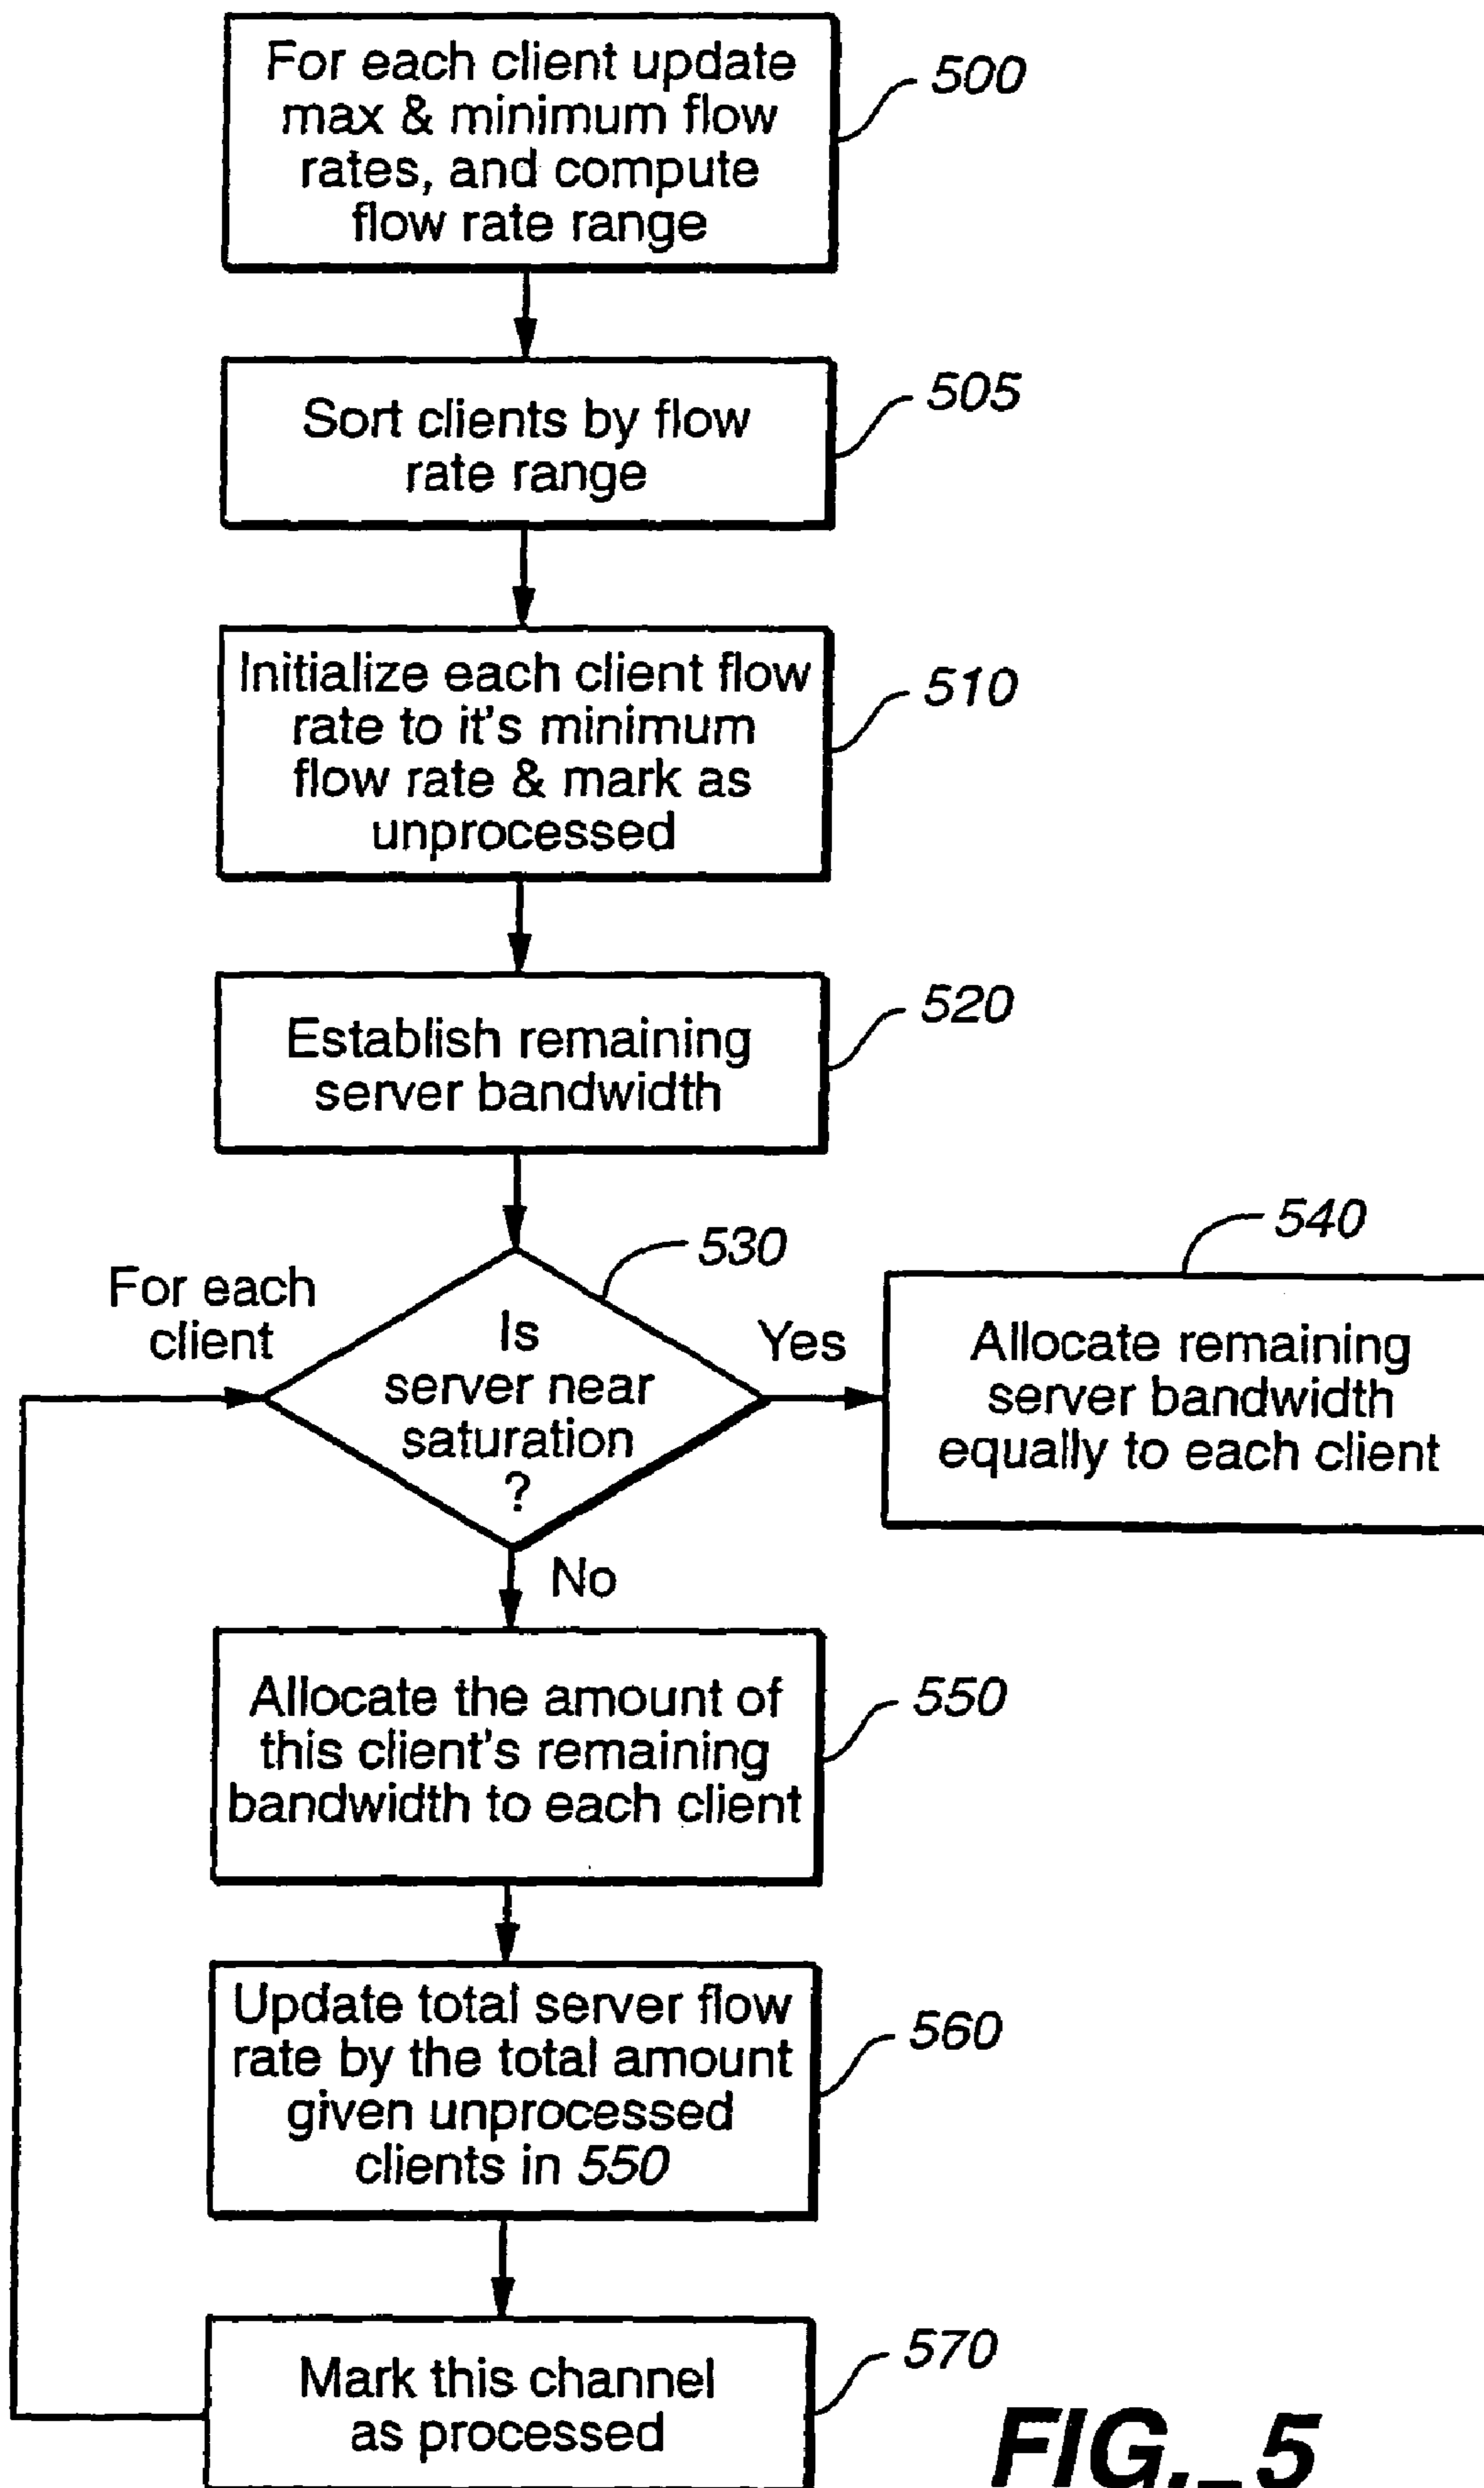 For each client update
max & minimum flow
rates, and compute
flow rate range
500
Sort clients by flow
rate range
505
Initialize each client flow
rate to it's minimum
flow rate & mark as
unprocessed
510
Establish remaining
server bandwidth
520
For each
client
Is
server near
saturation
?
530
Yes
540
Allocate remaining
server bandwidth
equally to each client
No
Allocate the amount of
this client's remaining
bandwidth to each client
550
Update total server flow
rate by the total amount
given unprocessed
clients in 550
560
Mark this channel
as processed
570
FIG._5